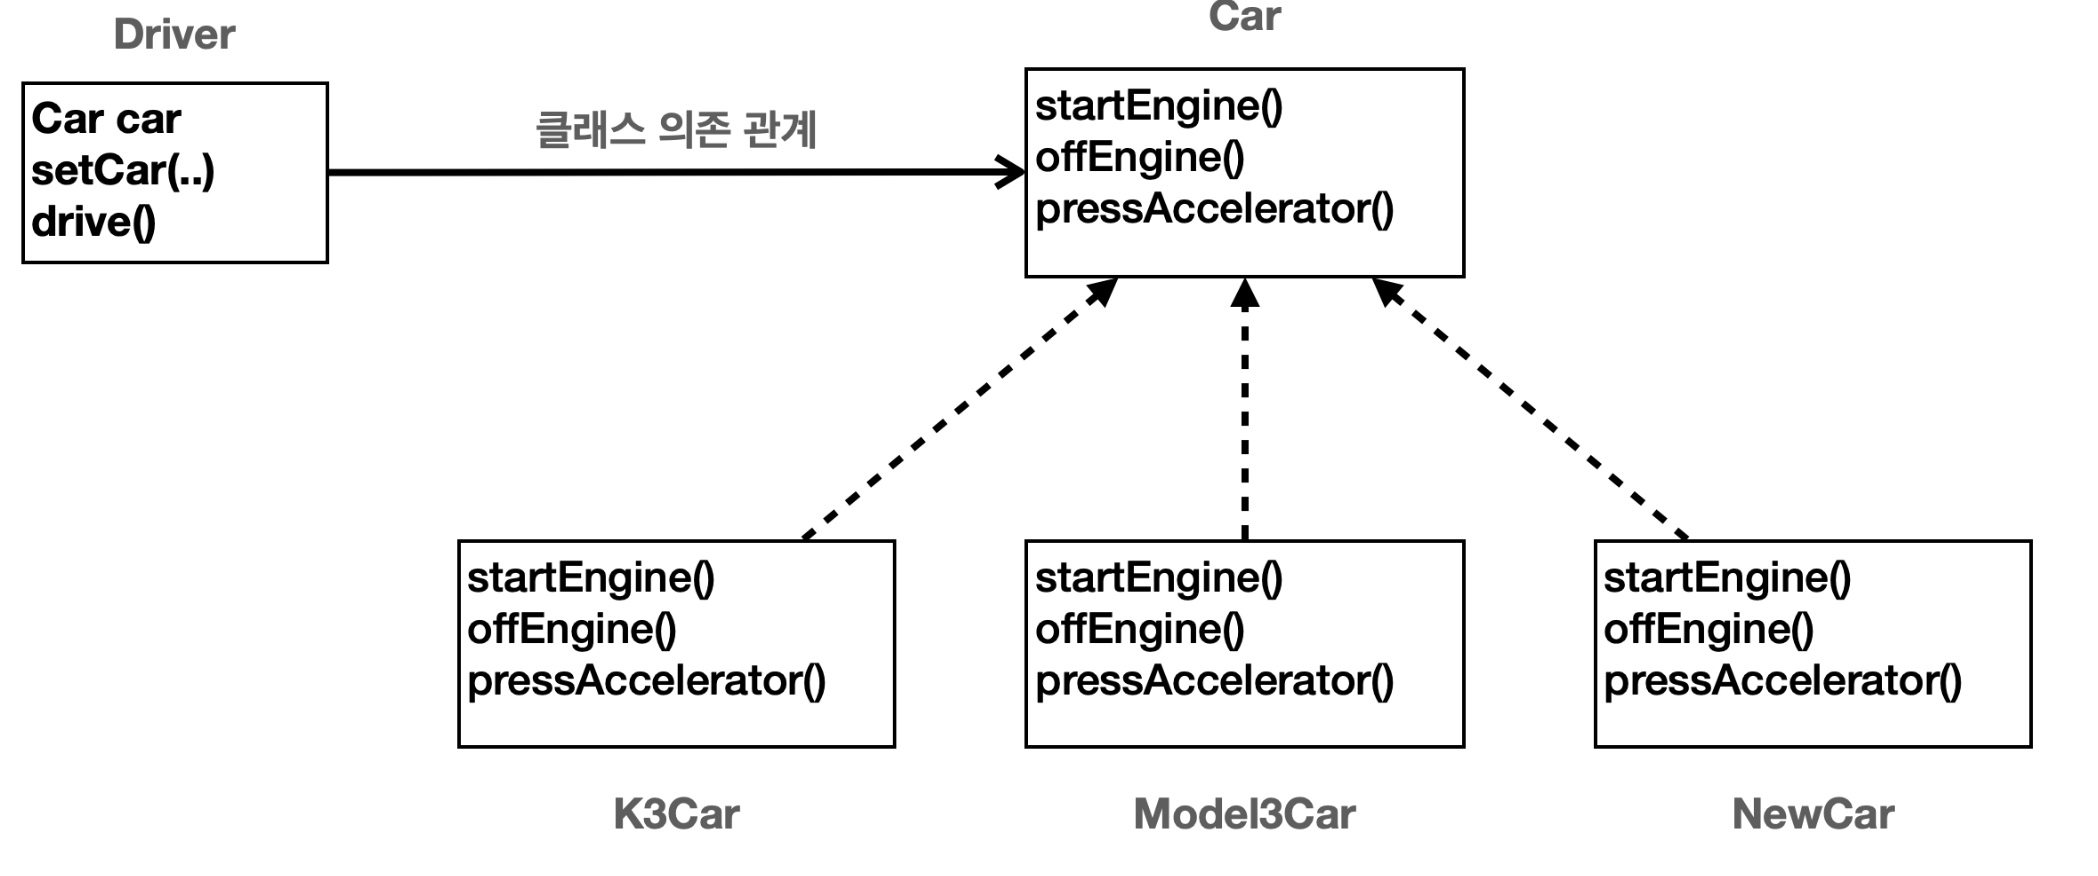 Driver
Car car
setCar(..)
drive()
클래스 의존 관계
Car
startEngine()
offEngine()
pressAccelerator()
startEngine()
offEngine()
pressAccelerator()
K3Car
startEngine()
offEngine()
pressAccelerator()
Model3Car
startEngine()
offEngine()
pressAccelerator()
NewCar